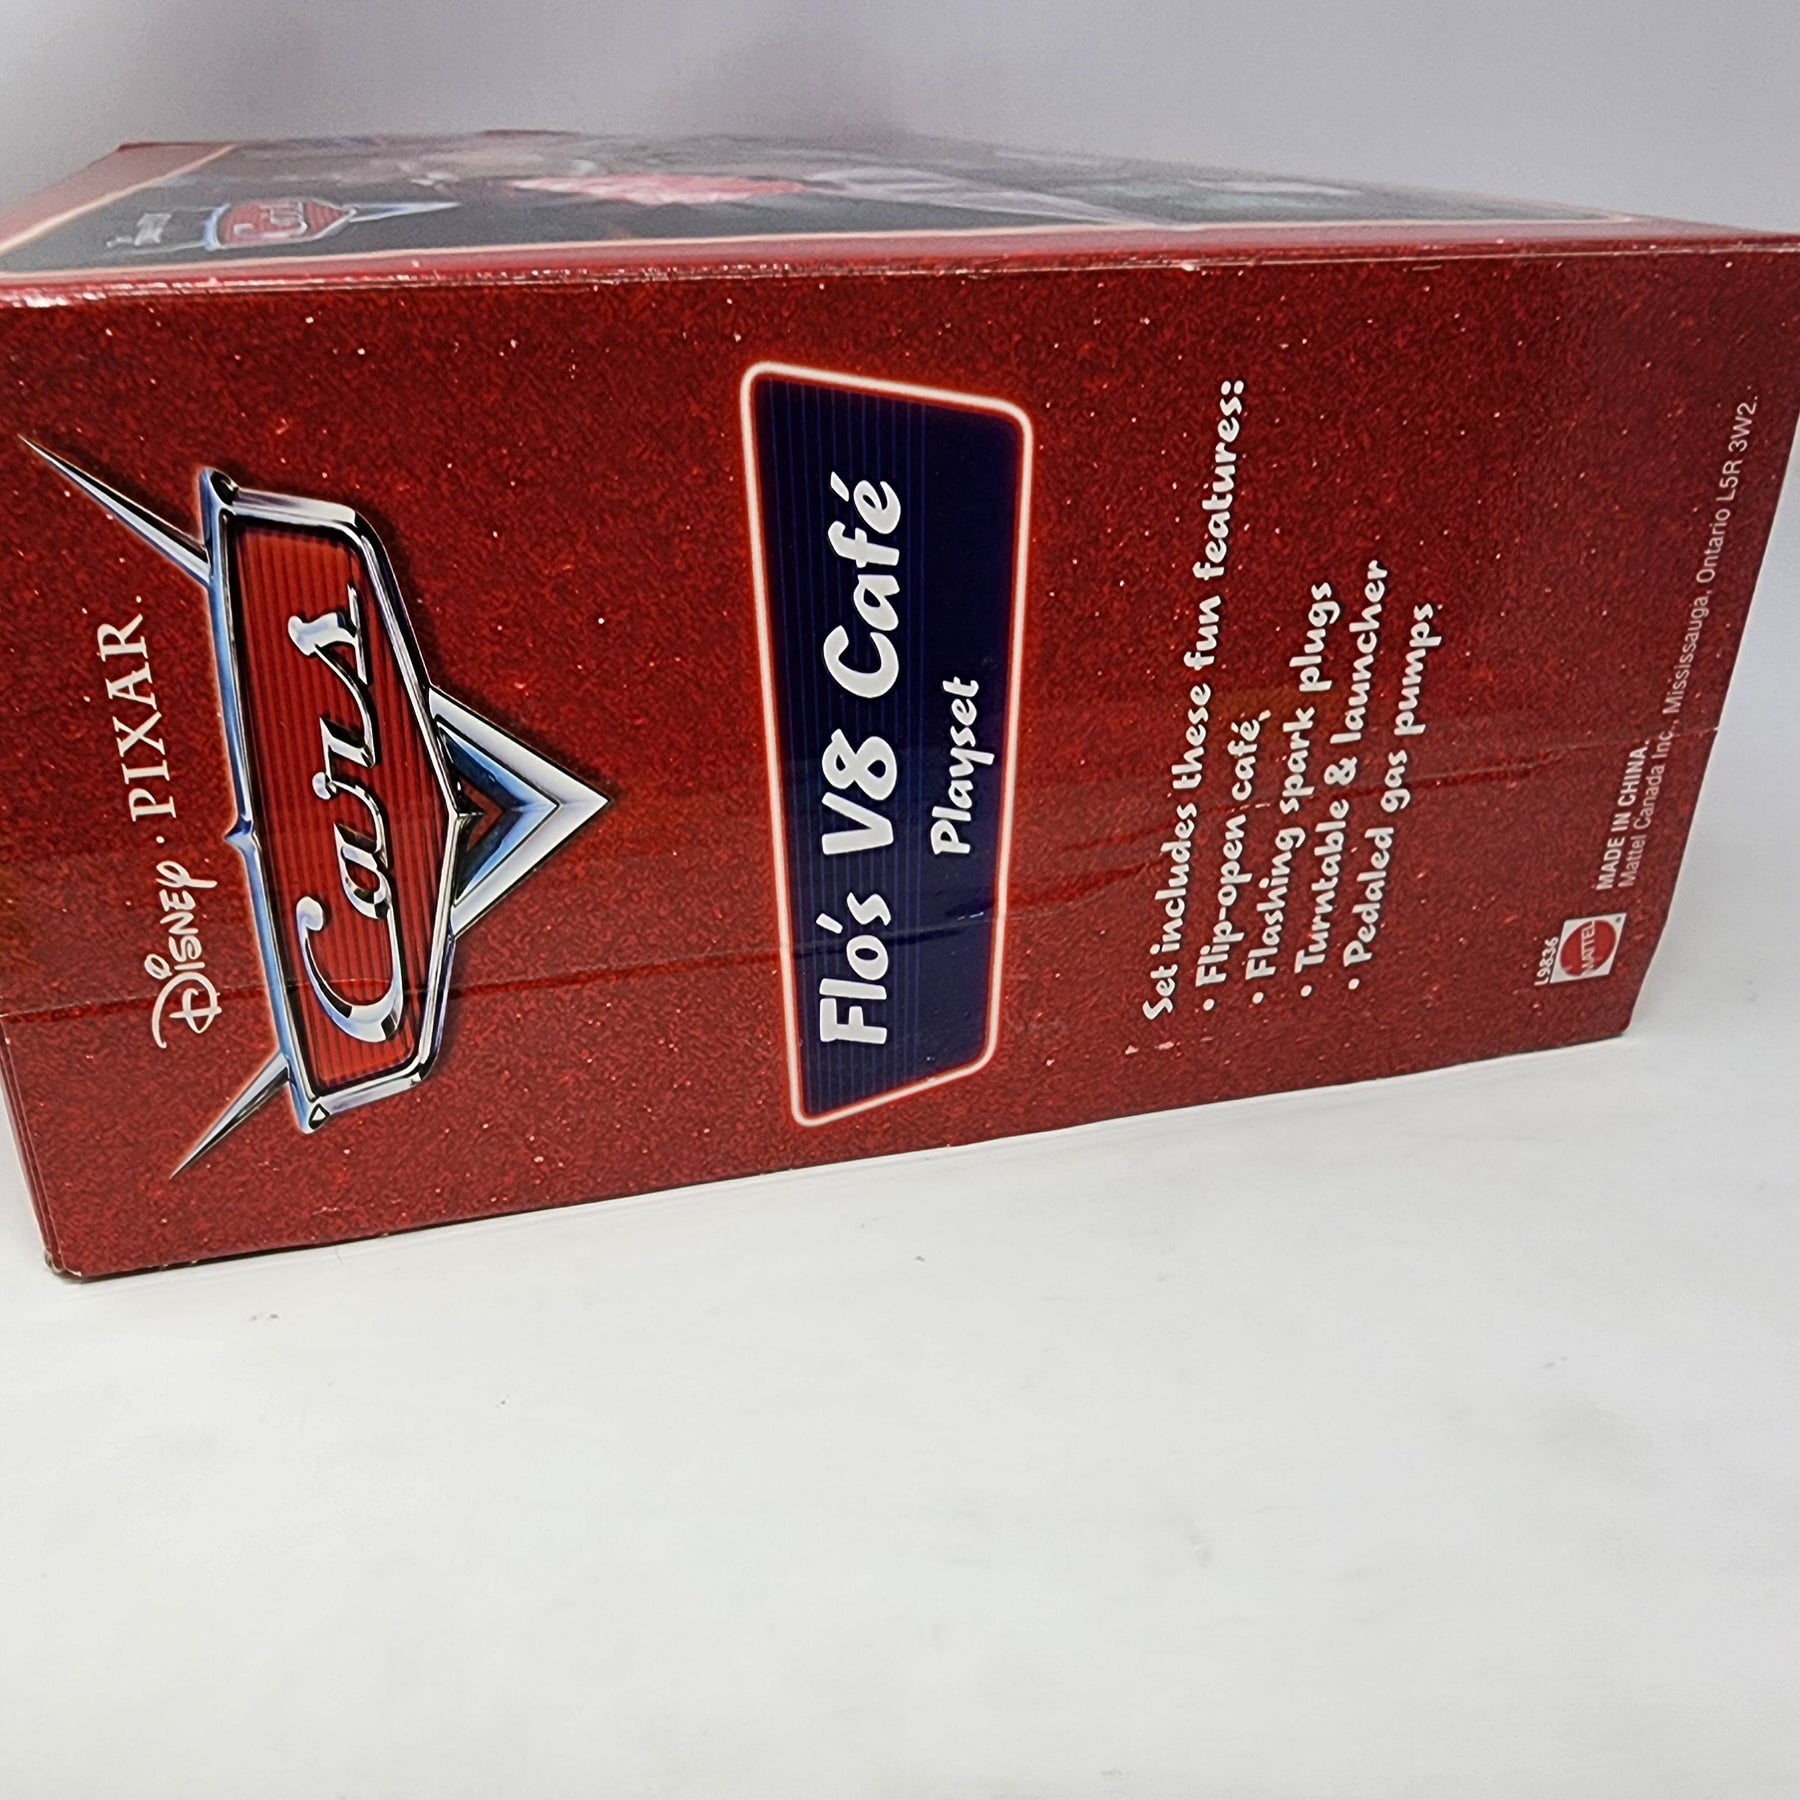 DISNEY · PIXAR
Cars
Flo's V8 Café
Playset
Set includes these fun features:
• Flip-open café
• Flashing spark plugs
• Turntable & launcher
• Pedaled gas pumps
L9836
MATTEL
MADE IN CHINA.
Mattel Canada Inc. Mississauga, Ontario L5R 3W2.
Cars